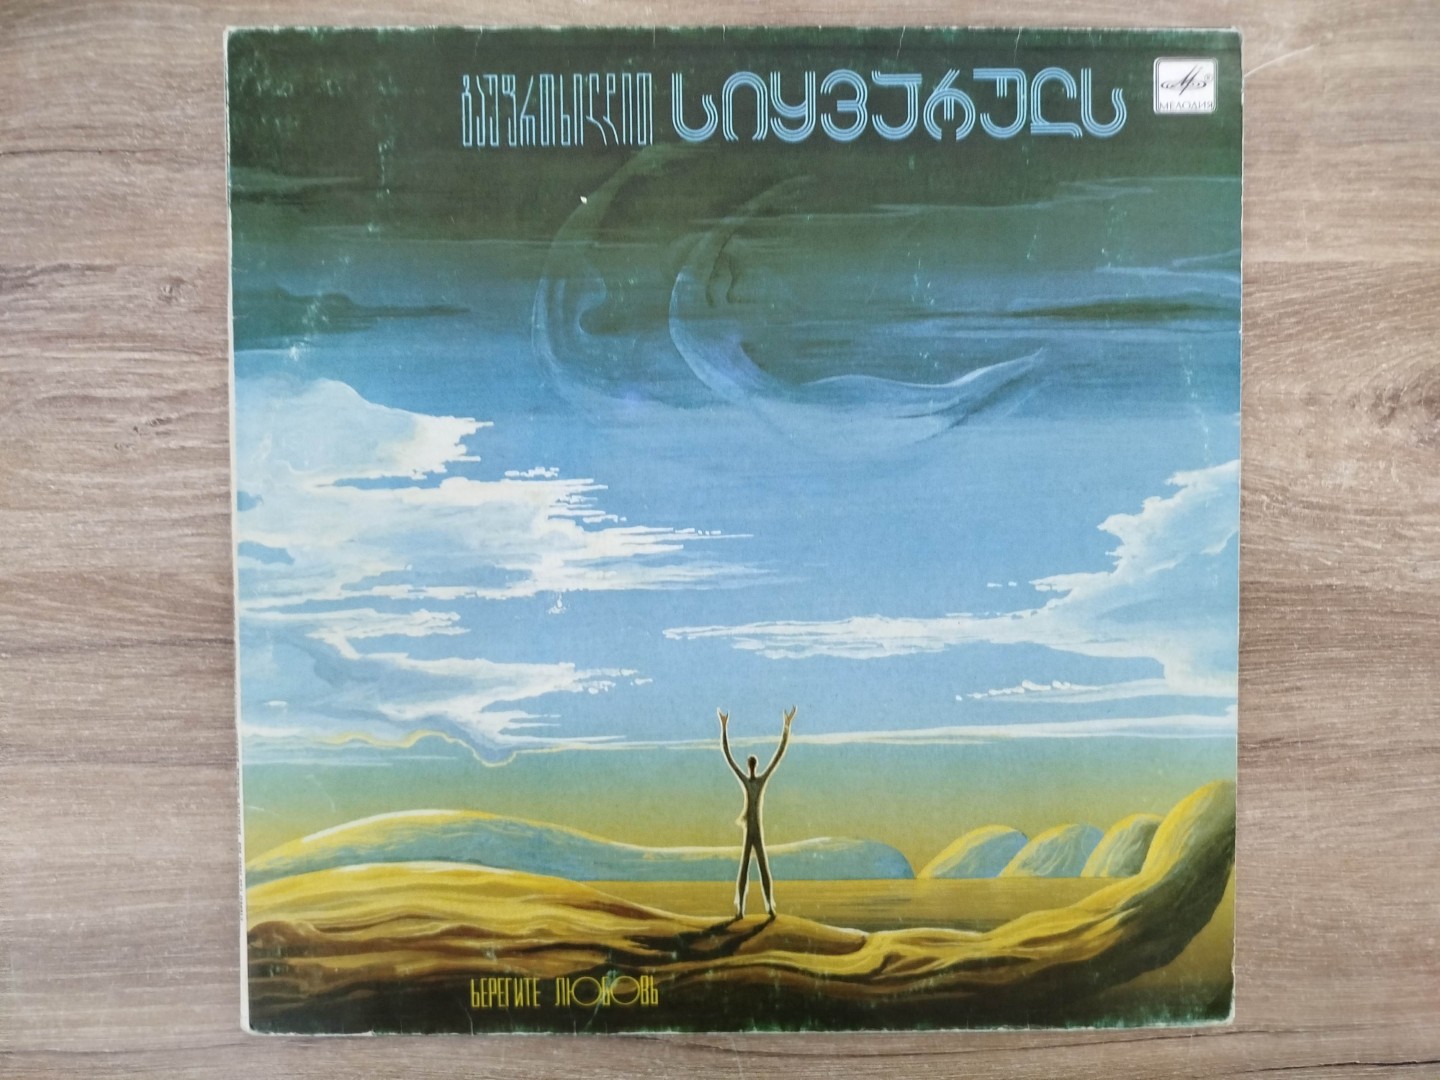 გაუფრთხილდით სიყვარულს
МЕЛОДИЯ
БЕРЕГИТЕ ЛЮБОВЬ